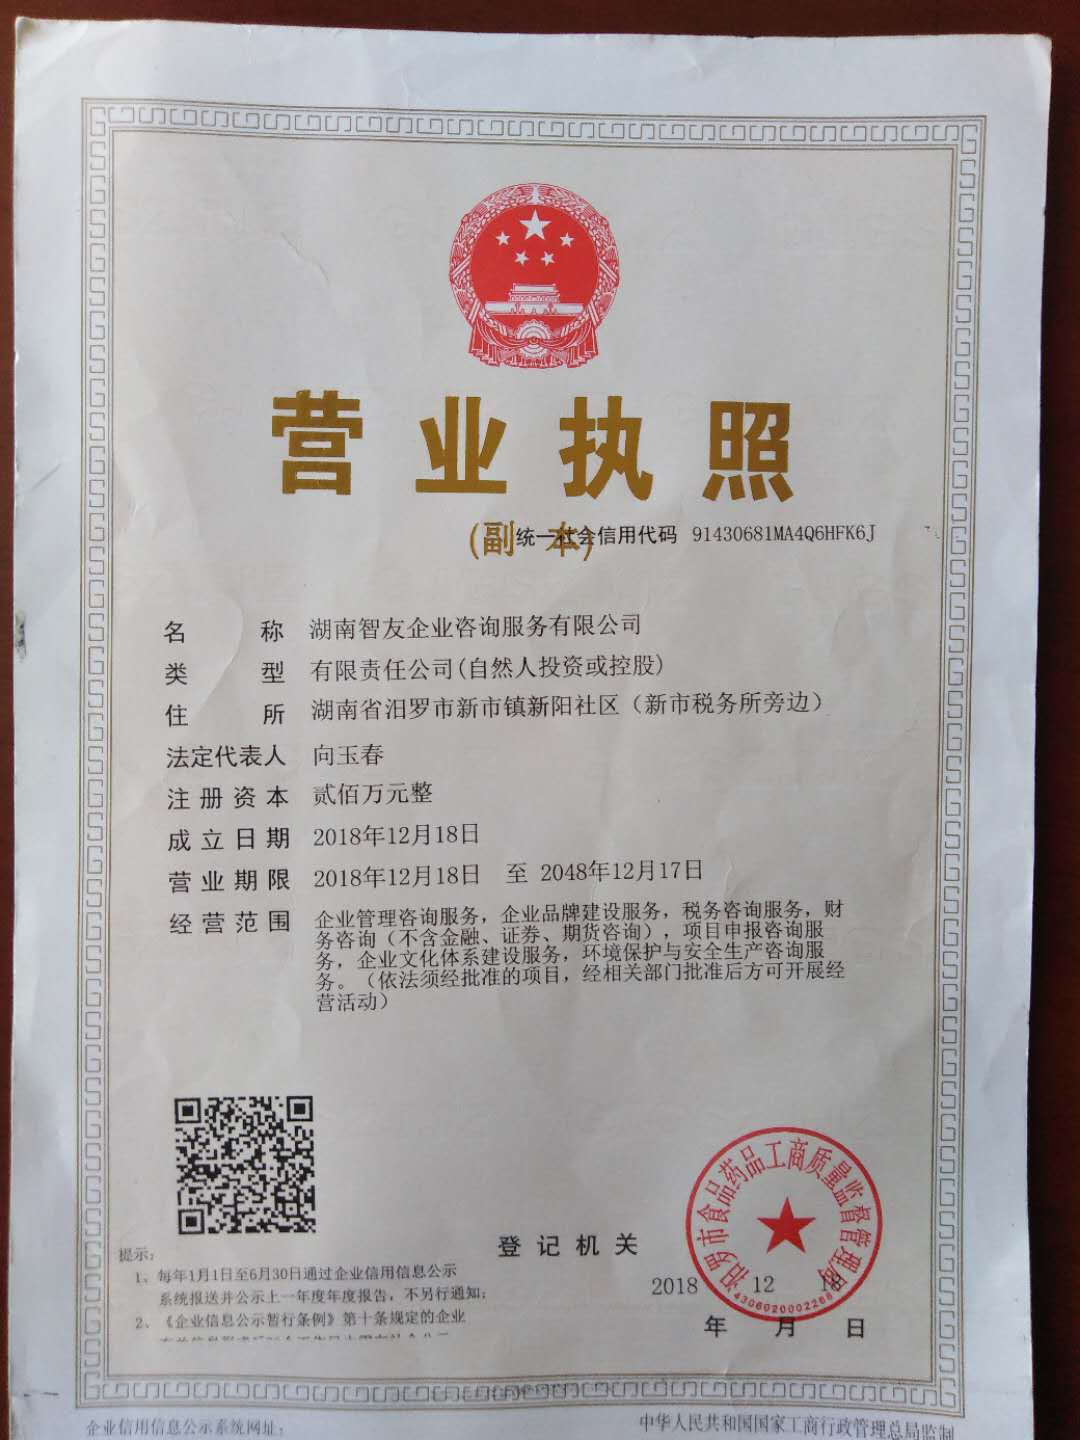 营业执照
(副 本)
统一社会信用代码 91430681MA4Q6HFK6J
名 称 湖南智友企业咨询服务有限公司
类 型 有限责任公司(自然人投资或控股)
住 所 湖南省汨罗市新市镇新阳社区（新市税务所旁边）
法定代表人 向玉春
注册资本 贰佰万元整
成立日期 2018年12月18日
营业期限 2018年12月18日 至 2048年12月17日
经营范围 企业管理咨询服务，企业品牌建设服务，税务咨询服务，财
务咨询（不含金融、证券、期货咨询），项目申报咨询服
务，企业文化体系建设服务，环境保护与安全生产咨询服
务。（依法须经批准的项目，经相关部门批准后方可开展经
营活动）
汨罗市食品药品工商质量监督管理局
4306020002268
登记机关
2018 12 18
年 月 日
提示：
1、每年1月1日至6月30日通过企业信用信息公示
系统报送并公示上一年度年度报告，不另行通知；
2、《企业信息公示暂行条例》第十条规定的企业
企业信用信息公示系统网址：
中华人民共和国国家工商行政管理总局监制